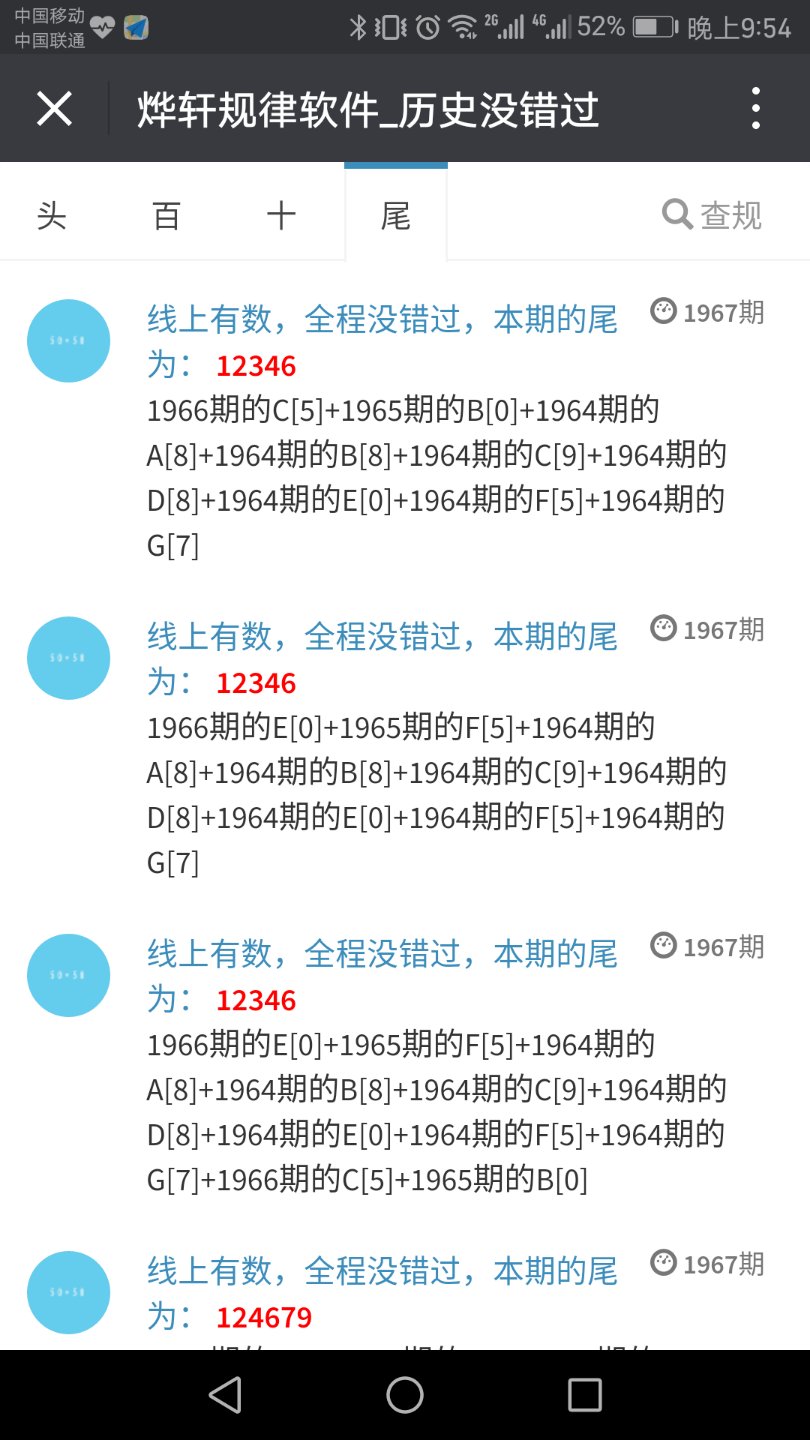 中国移动
中国联通
2G 4G 52% 晚上9:54
烨轩规律软件_历史没错过
头 百 十 尾 查规
线上有数，全程没错过，本期的尾 1967期
为： 12346
1966期的C[5]+1965期的B[0]+1964期的
A[8]+1964期的B[8]+1964期的C[9]+1964期的
D[8]+1964期的E[0]+1964期的F[5]+1964期的
G[7]
50×50
线上有数，全程没错过，本期的尾 1967期
为： 12346
1966期的E[0]+1965期的F[5]+1964期的
A[8]+1964期的B[8]+1964期的C[9]+1964期的
D[8]+1964期的E[0]+1964期的F[5]+1964期的
G[7]
50×50
线上有数，全程没错过，本期的尾 1967期
为： 12346
1966期的E[0]+1965期的F[5]+1964期的
A[8]+1964期的B[8]+1964期的C[9]+1964期的
D[8]+1964期的E[0]+1964期的F[5]+1964期的
G[7]+1966期的C[5]+1965期的B[0]
50×50
线上有数，全程没错过，本期的尾 1967期
为： 124679
50×50